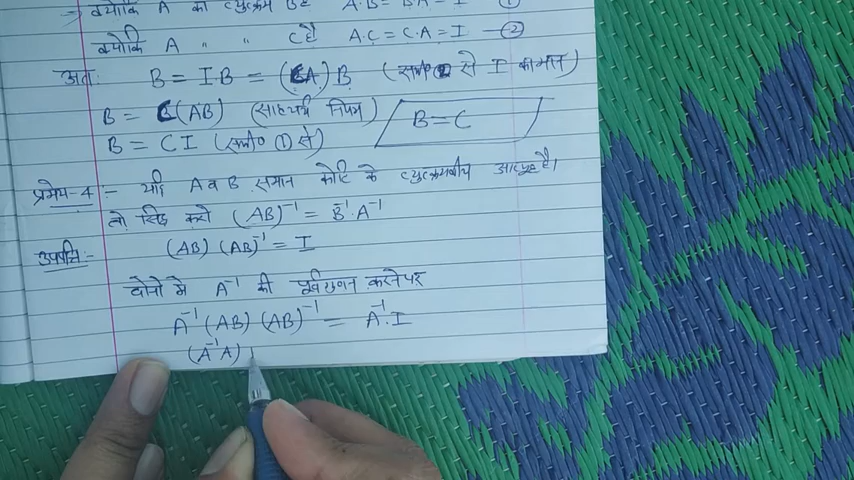 ⇒ क्योंकि A का व्युत्क्रम B है A.B = B.A = I ①
क्योंकि A " " C है A.C = C.A = I —②
अतः B = IB = (CA) B (समी० ② से I का मान)
B = C(AB) (साहचर्य नियम) B = C
B = CI (समी० ① से)
प्रमेय-4 :- यदि A व B समान कोटि के व्युत्क्रमणीय आव्यूह है।
तो सिद्ध करो (AB)⁻¹ = B⁻¹.A⁻¹
उपपत्ति:- (AB) (AB)⁻¹ = I
दोनो मे A⁻¹ की पूर्वगुणन करने पर
A⁻¹ (AB) (AB)⁻¹ = A⁻¹.I
(A⁻¹A)